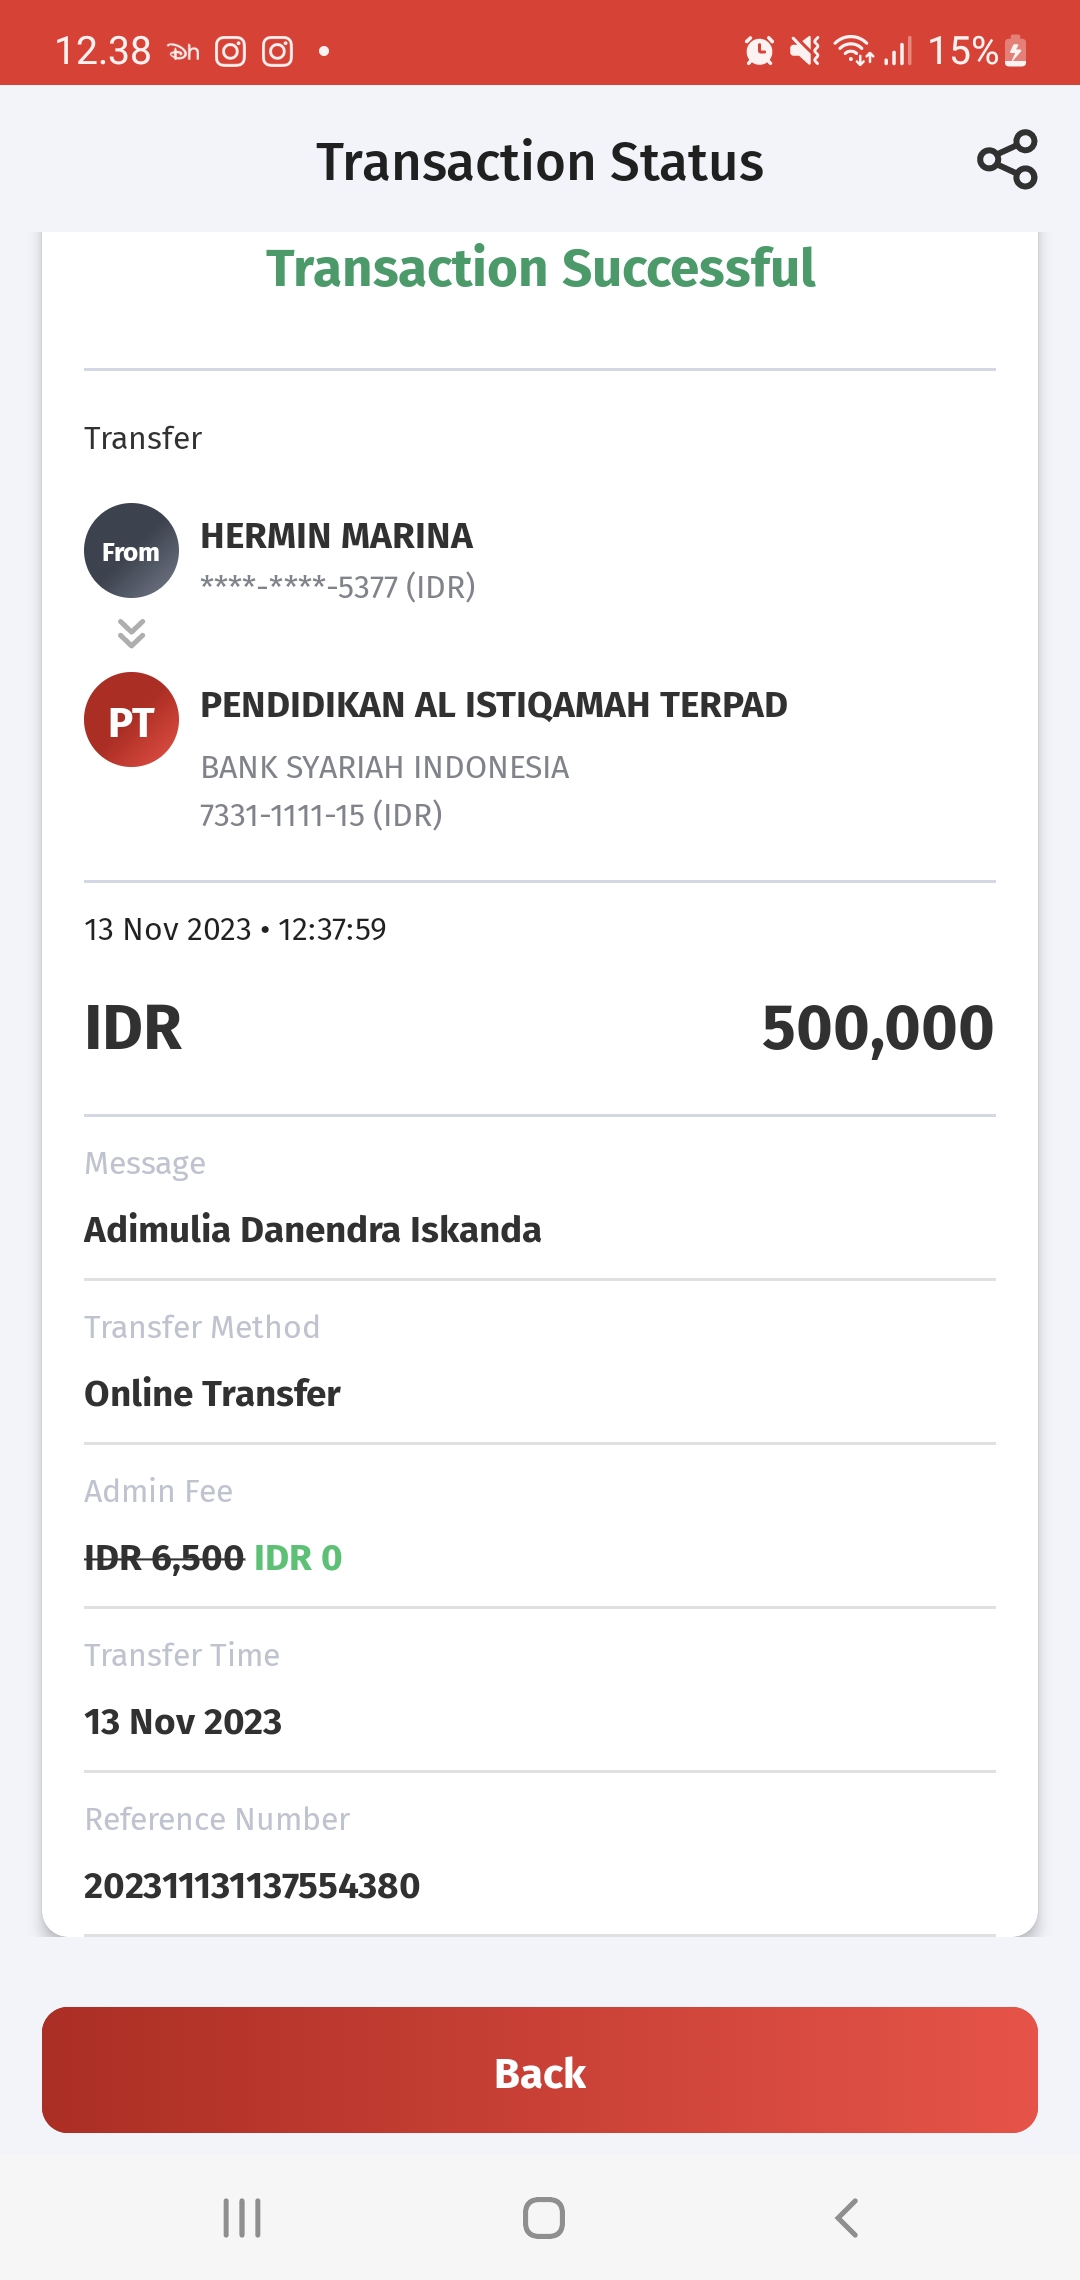 12.38
15%
Transaction Status
Transaction Successful
Transfer
From
HERMIN MARINA
****-****-5377 (IDR)
PT
PENDIDIKAN AL ISTIQAMAH TERPAD
BANK SYARIAH INDONESIA
7331-1111-15 (IDR)
13 Nov 2023 • 12:37:59
IDR 500,000
Message
Adimulia Danendra Iskanda
Transfer Method
Online Transfer
Admin Fee
IDR 6,500 IDR 0
Transfer Time
13 Nov 2023
Reference Number
202311131137554380
Back